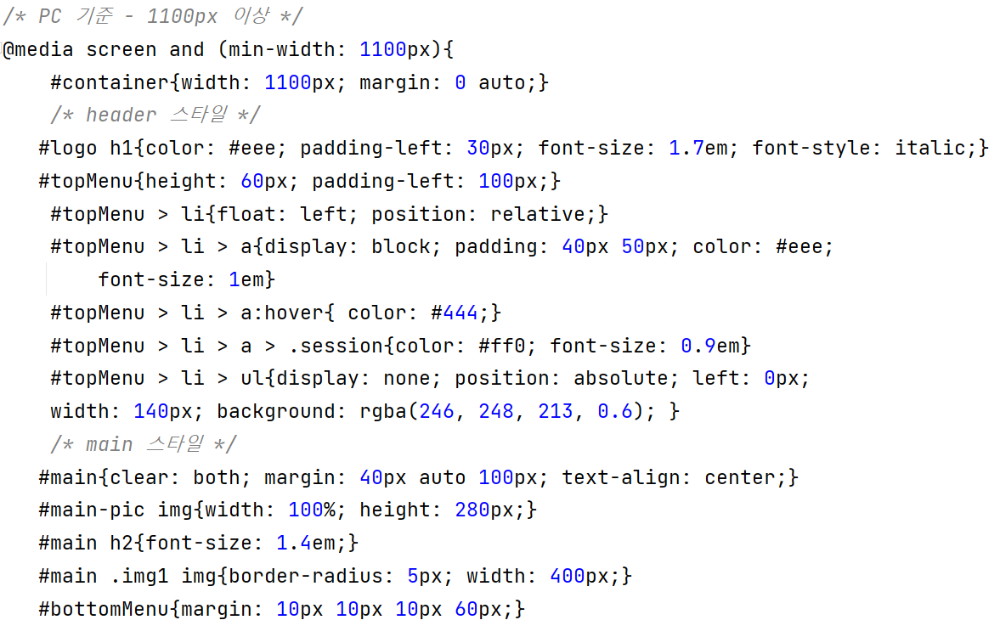 /* PC 기준 - 1100px 이상 */
@media screen and (min-width: 1100px){
    #container{width: 1100px; margin: 0 auto;}
    /* header 스타일 */
   #logo h1{color: #eee; padding-left: 30px; font-size: 1.7em; font-style: italic;}
   #topMenu{height: 60px; padding-left: 100px;}
    #topMenu > li{float: left; position: relative;}
    #topMenu > li > a{display: block; padding: 40px 50px; color: #eee;
        font-size: 1em}
    #topMenu > li > a:hover{ color: #444;}
    #topMenu > li > a > .session{color: #ff0; font-size: 0.9em}
    #topMenu > li > ul{display: none; position: absolute; left: 0px;
    width: 140px; background: rgba(246, 248, 213, 0.6); }
    /* main 스타일 */
   #main{clear: both; margin: 40px auto 100px; text-align: center;}
   #main-pic img{width: 100%; height: 280px;}
   #main h2{font-size: 1.4em;}
   #main .img1 img{border-radius: 5px; width: 400px;}
   #bottomMenu{margin: 10px 10px 10px 60px;}